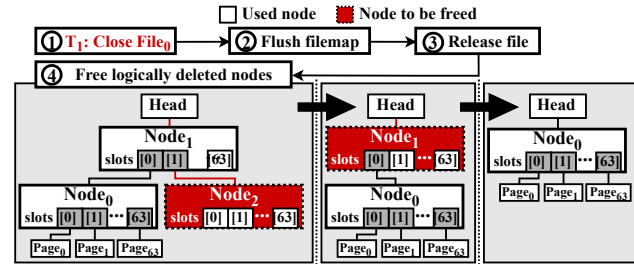 Used node
Node to be freed
① T₁: Close File₀
② Flush filemap
③ Release file
④ Free logically deleted nodes
Head
Node₁
slots [0] [1] [63]
Node₀
slots [0] [1] ••• [63]
Page₀ Page₁ Page₆₃
Node₂
slots [0] [1] ••• [63]
Head
Node₁
slots [0] [1] ••• [63]
Node₀
slots [0] [1] ••• [63]
Page₀ Page₁ Page₆₃
Head
Node₀
slots [0] [1] ••• [63]
Page₀ Page₁ Page₆₃